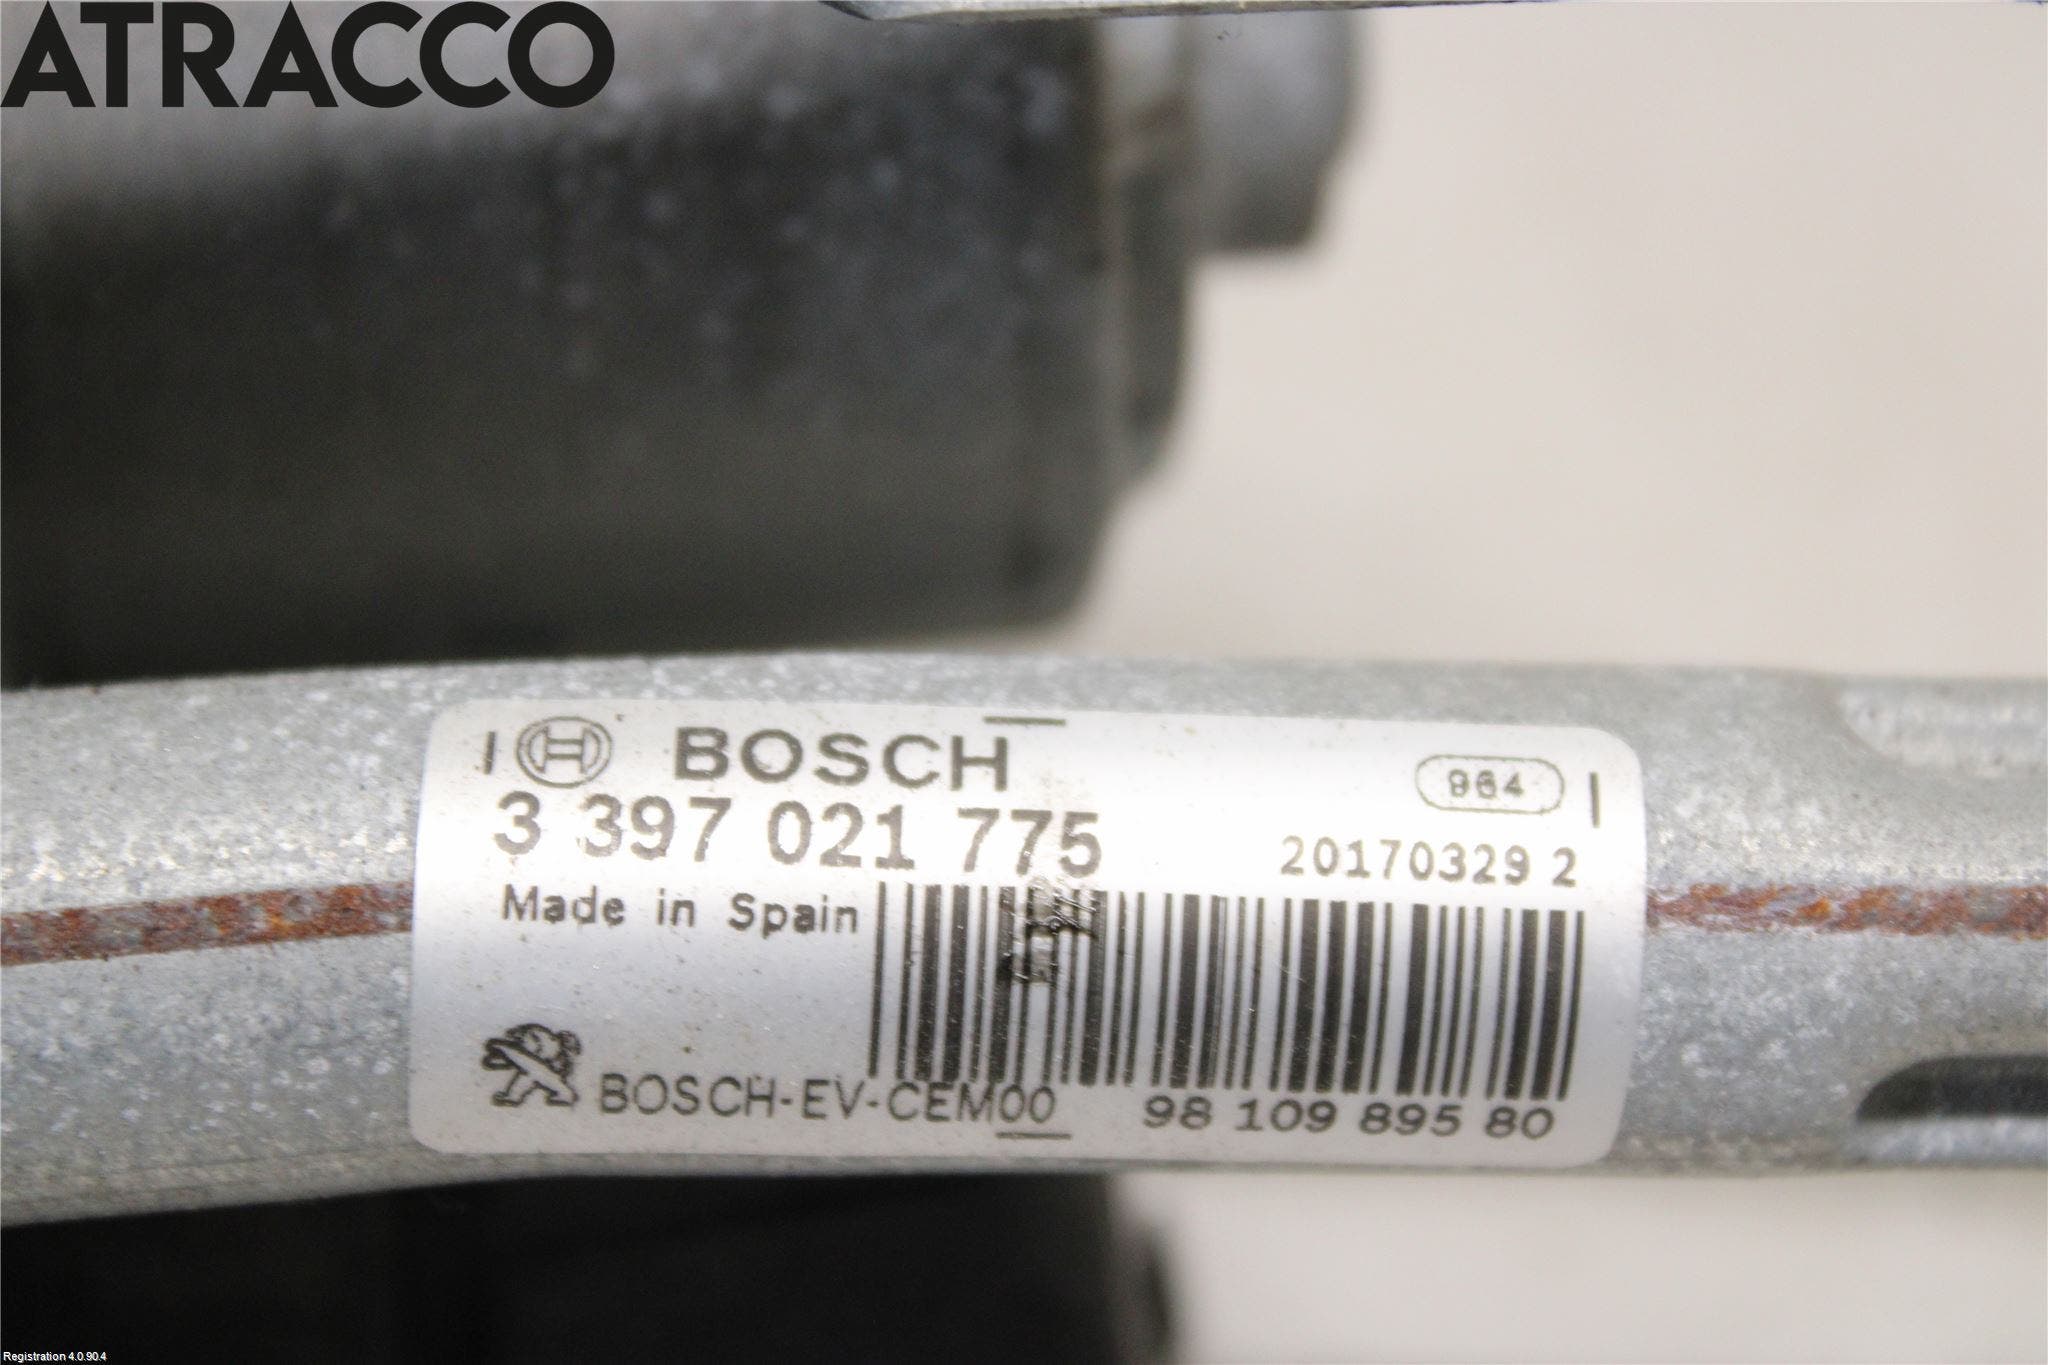 ATRACCO
BOSCH
964
3 397 021 775
20170329 2
Made in Spain
BOSCH-EV-CEM00
98 109 895 80
Registration 4.0.90.4